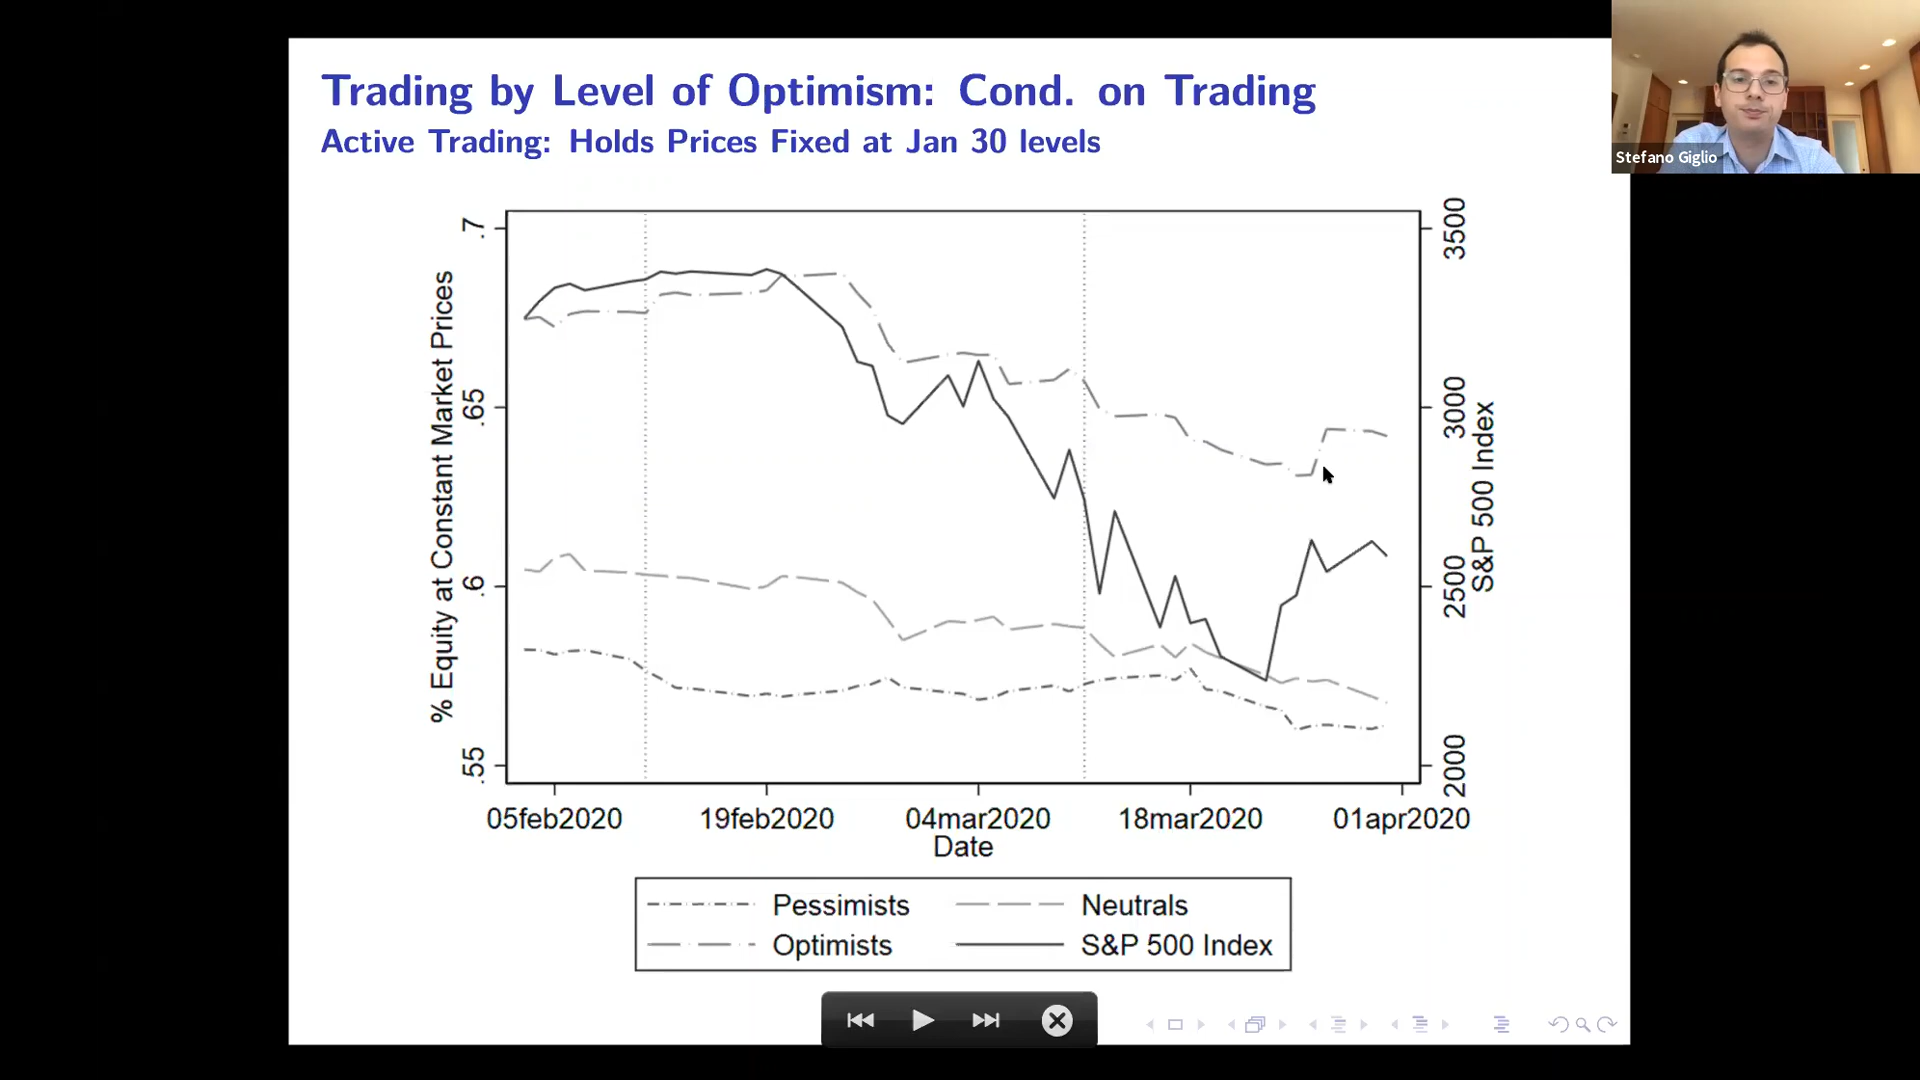 Trading by Level of Optimism: Cond. on Trading
Active Trading: Holds Prices Fixed at Jan 30 levels
Stefano Giglio
% Equity at Constant Market Prices
.7
.65
.6
.55
3500
3000
2500
2000
S&P 500 Index
05feb2020 19feb2020 04mar2020 18mar2020 01apr2020
Date
Pessimists Neutrals
Optimists S&P 500 Index